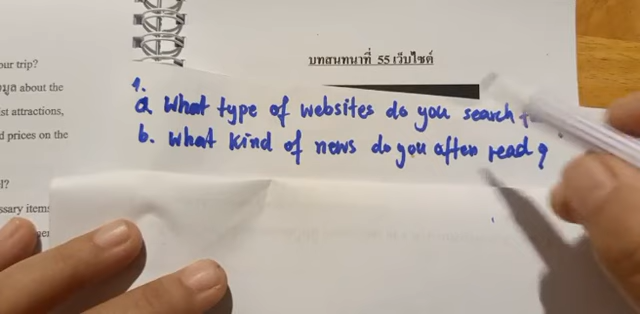 our trip?
about the
บทสนทนาที่ 55 เว็บไซต์
st attractions,
d prices on the
1.
a. What type of websites do you search
b. What kind of news do you often read ?
l?
ssary items